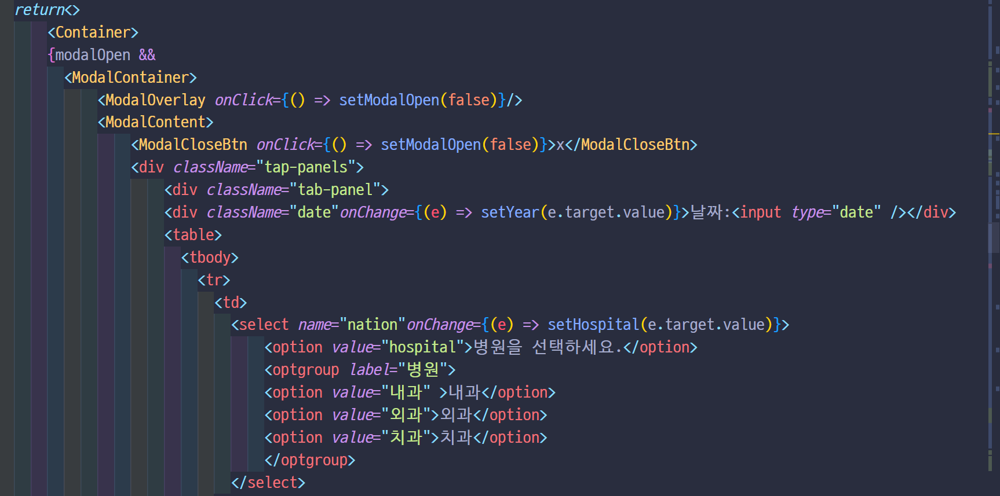 return<>
<Container>
{modalOpen &&
<ModalContainer>
<ModalOverlay onClick={() => setModalOpen(false)}/>
<ModalContent>
<ModalCloseBtn onClick={() => setModalOpen(false)}>x</ModalCloseBtn>
<div className="tap-panels">
<div className="tab-panel">
<div className="date"onChange={(e) => setYear(e.target.value)}>날짜:<input type="date" /></div>
<table>
<tbody>
<tr>
<td>
<select name="nation"onChange={(e) => setHospital(e.target.value)}>
<option value="hospital">병원을 선택하세요.</option>
<optgroup label="병원">
<option value="내과" >내과</option>
<option value="외과">외과</option>
<option value="치과">치과</option>
</optgroup>
</select>